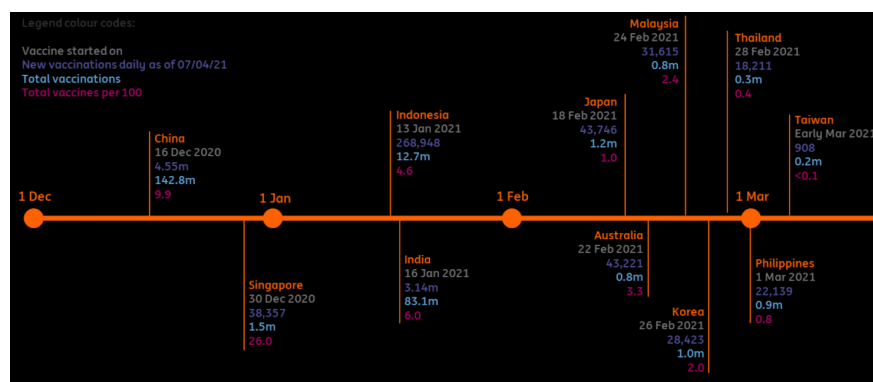 Legend colour codes:
Vaccine started on
New vaccinations daily as of 07/04/21
Total vaccinations
Total vaccines per 100
Malaysia
24 Feb 2021
31,615
0.8m
2.4
Thailand
28 Feb 2021
18,211
0.3m
0.4
Japan
18 Feb 2021
43,746
1.2m
1.0
Indonesia
13 Jan 2021
268,948
12.7m
4.6
Taiwan
Early Mar 2021
908
0.2m
<0.1
China
16 Dec 2020
4.55m
142.8m
9.9
1 Dec
1 Jan
1 Feb
1 Mar
Australia
22 Feb 2021
43,221
0.8m
3.3
India
16 Jan 2021
3.14m
83.1m
6.0
Philippines
1 Mar 2021
22,139
0.9m
0.8
Singapore
30 Dec 2020
38,357
1.5m
26.0
Korea
26 Feb 2021
28,423
1.0m
2.0